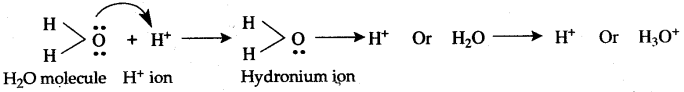 H
H
Ö + H⁺ ⟶ H
H
O ⟶ H⁺ Or H₂O ⟶ H⁺ Or H₃O⁺
H₂O molecule H⁺ ion Hydronium ion